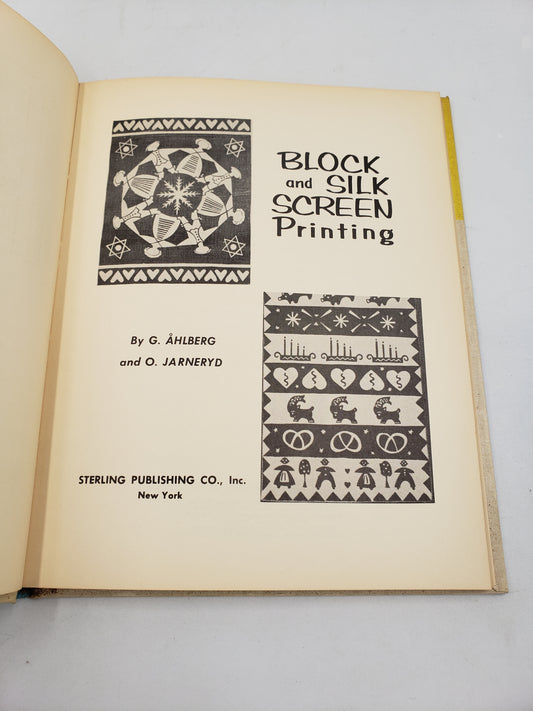 BLOCK
and SILK
SCREEN
Printing
By G. ÅHLBERG
and O. JARNERYD
STERLING PUBLISHING CO., Inc.
New York